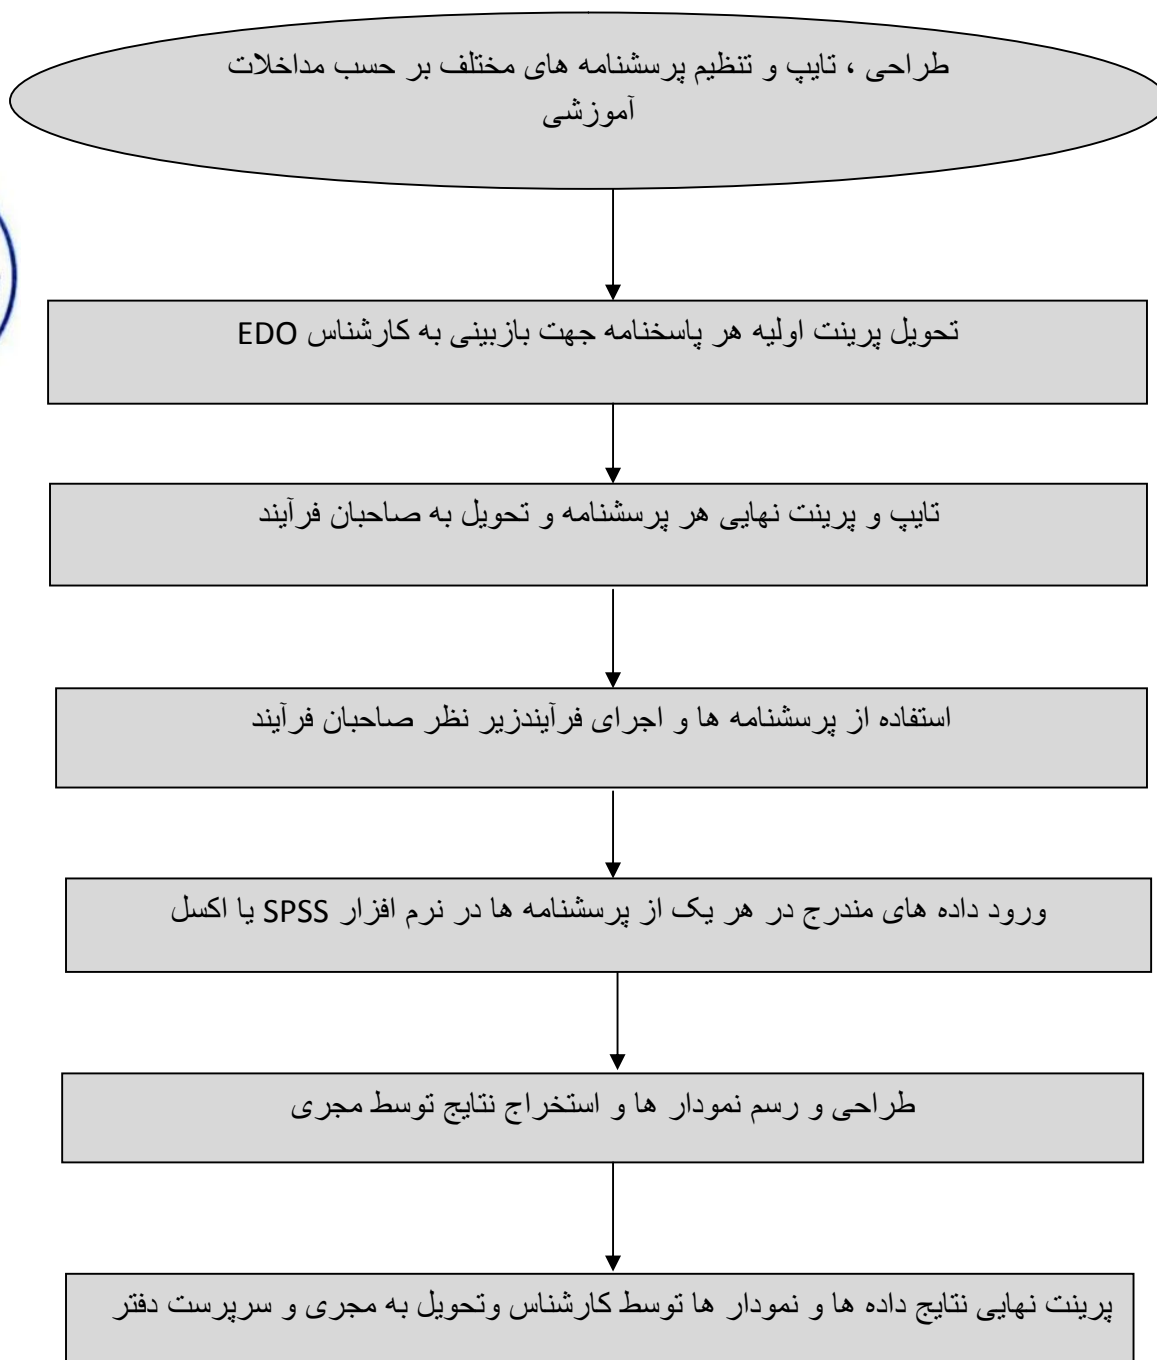 طراحی ، تایپ و تنظیم پرسشنامه های مختلف بر حسب مداخلات
آموزشی
تحویل پرینت اولیه هر پاسخنامه جهت بازبینی به کارشناس EDO
تایپ و پرینت نهایی هر پرسشنامه و تحویل به صاحبان فرآیند
استفاده از پرسشنامه ها و اجرای فرآیندزیر نظر صاحبان فرآیند
ورود داده های مندرج در هر یک از پرسشنامه ها در نرم افزار SPSS یا اکسل
طراحی و رسم نمودار ها و استخراج نتایج توسط مجری
پرینت نهایی نتایج داده ها و نمودار ها توسط کارشناس وتحویل به مجری و سرپرست دفتر